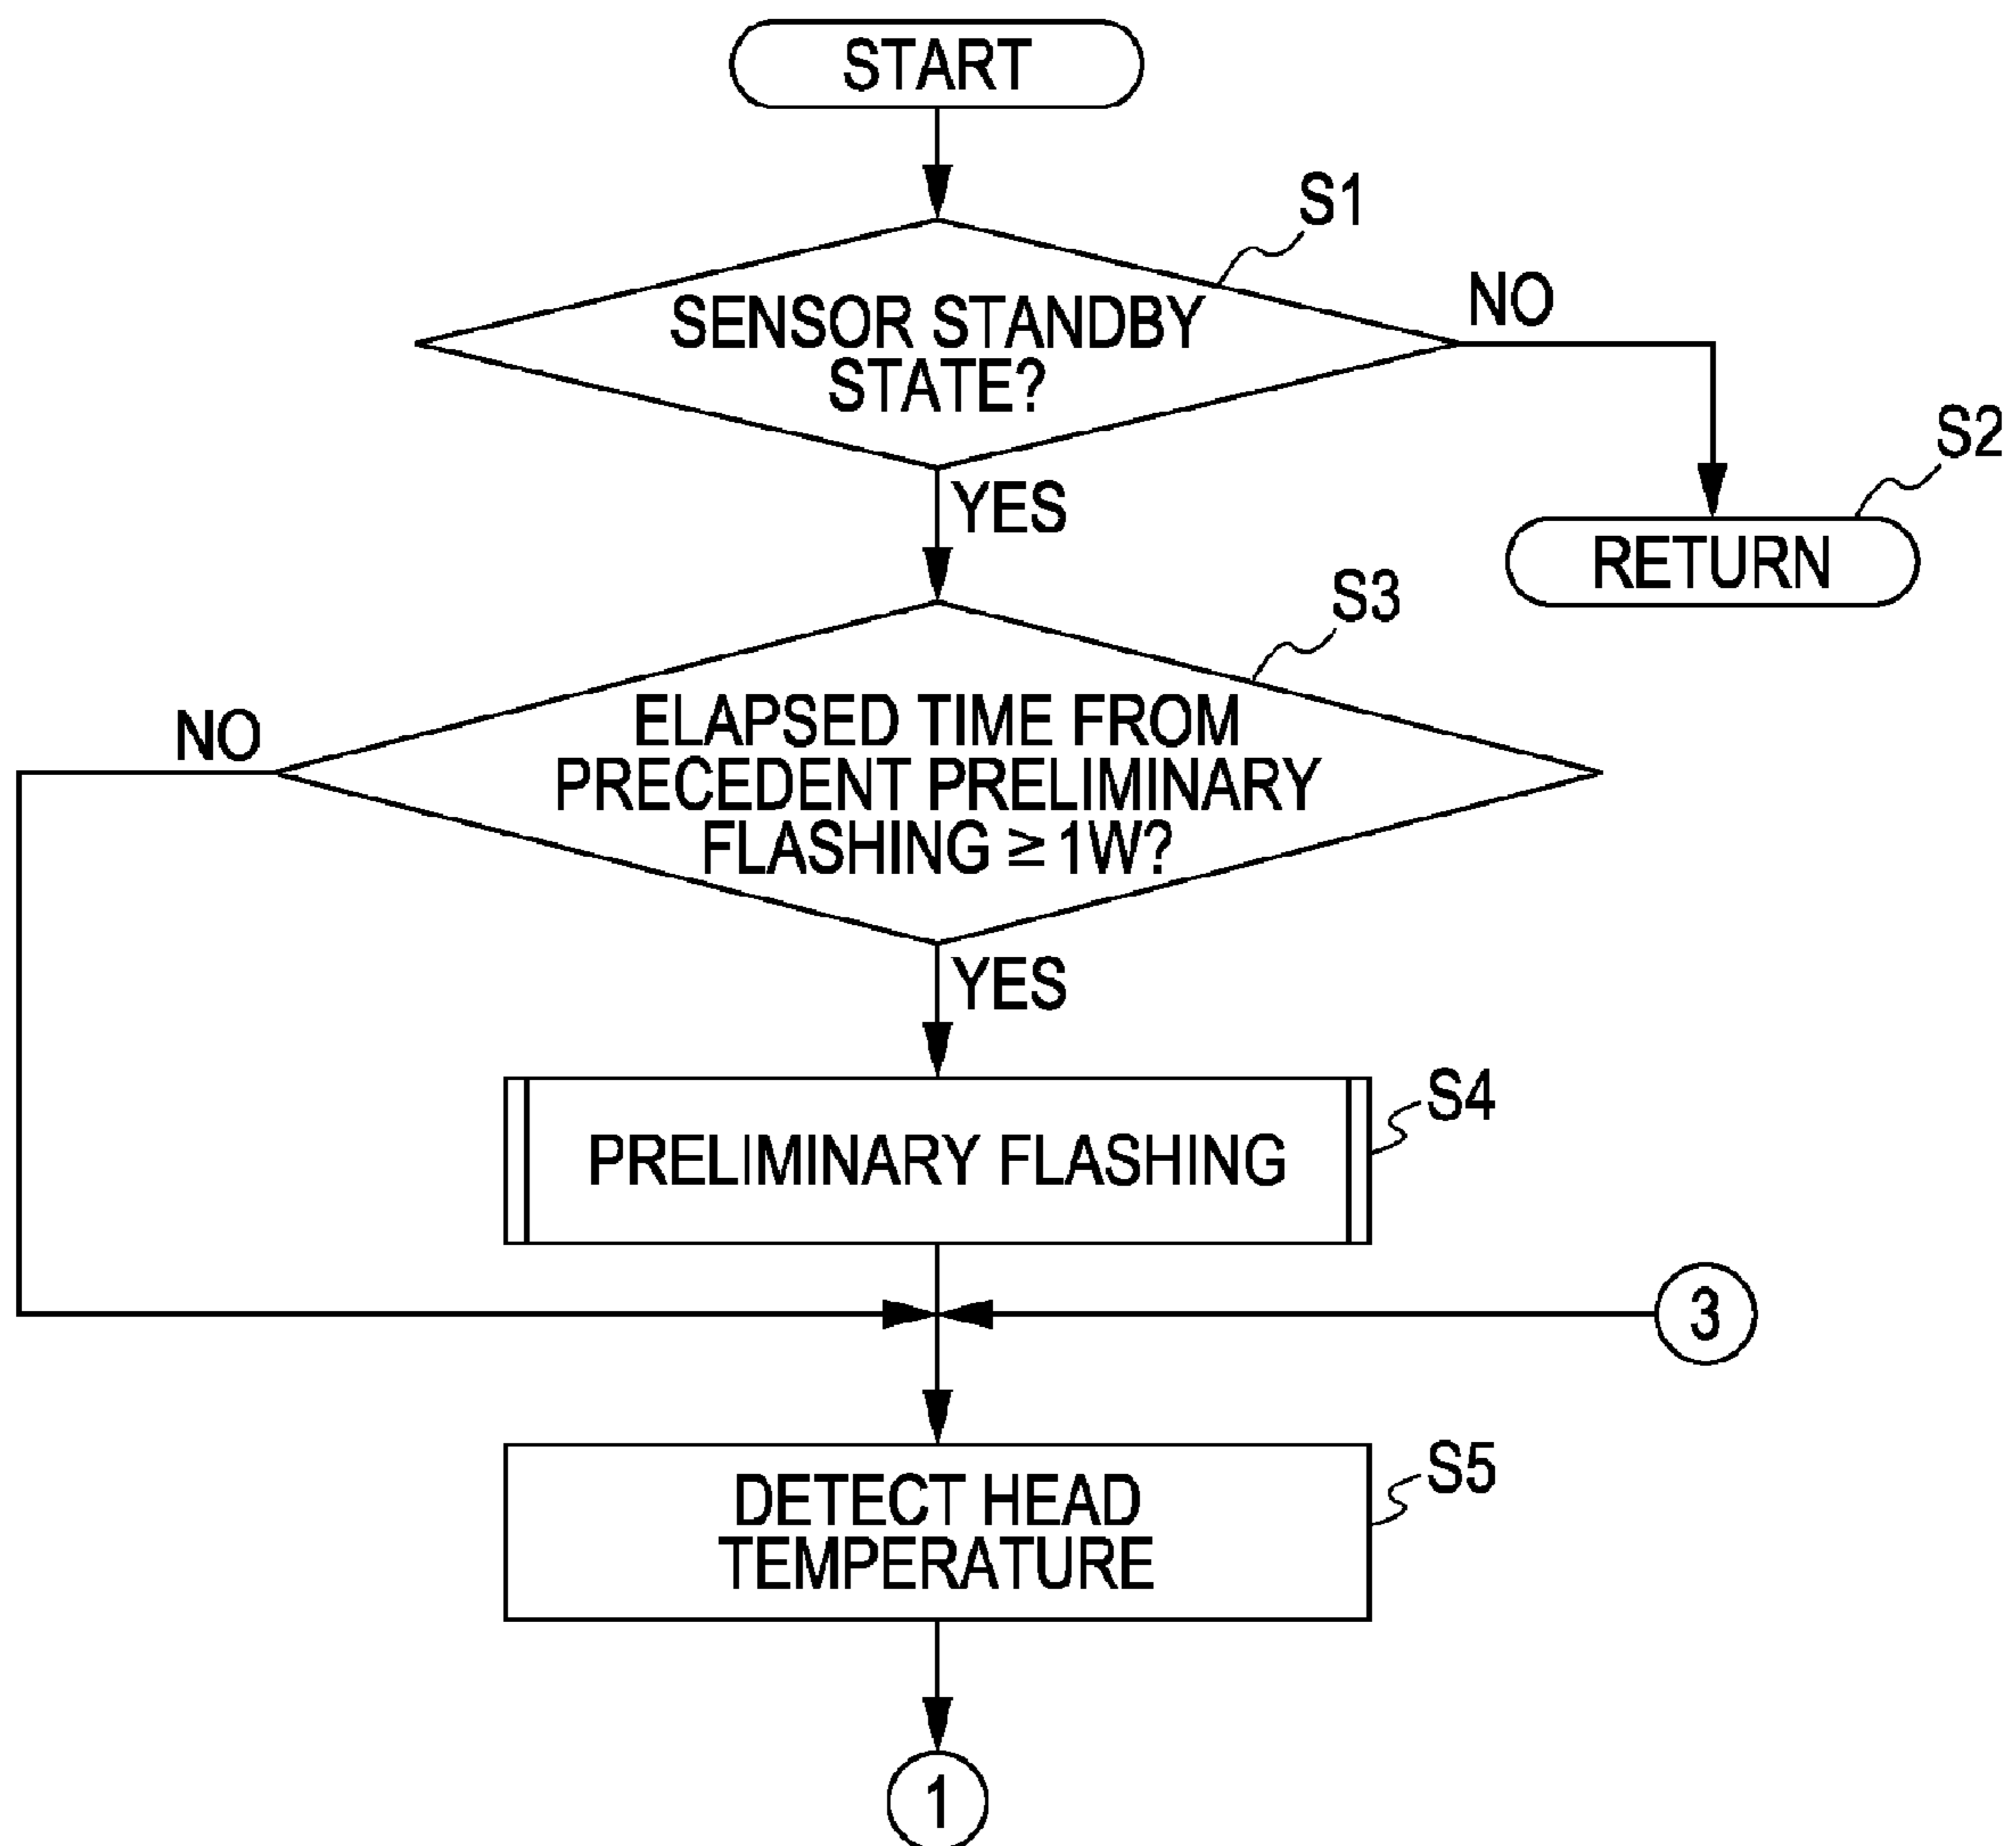 START
S1
SENSOR STANDBY
STATE?
NO
YES
S2
RETURN
S3
ELAPSED TIME FROM
PRECEDENT PRELIMINARY
FLASHING ≥ 1W?
NO
YES
S4
PRELIMINARY FLASHING
3
S5
DETECT HEAD
TEMPERATURE
1